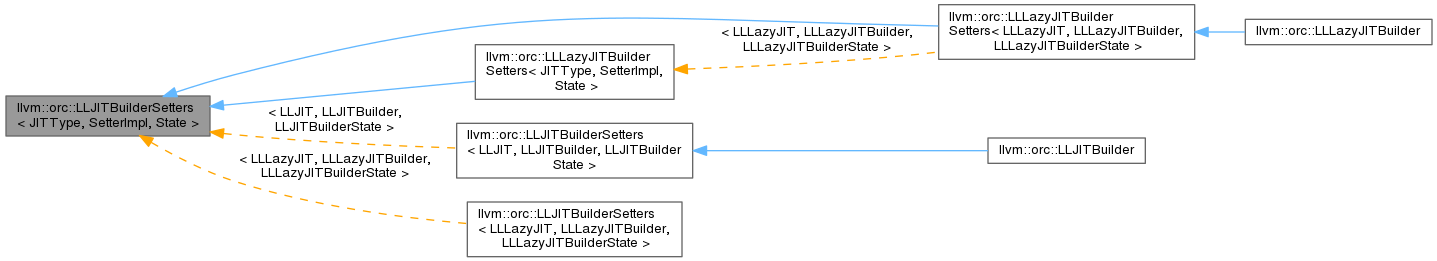 llvm::orc::LLJITBuilderSetters
< JITType, SetterImpl, State >
llvm::orc::LLLazyJITBuilder
Setters< JITType, SetterImpl,
State >
< LLLazyJIT, LLLazyJITBuilder,
LLLazyJITBuilderState >
llvm::orc::LLLazyJITBuilder
Setters< LLLazyJIT, LLLazyJITBuilder,
LLLazyJITBuilderState >
llvm::orc::LLLazyJITBuilder
< LLJIT, LLJITBuilder,
LLJITBuilderState >
llvm::orc::LLJITBuilderSetters
< LLJIT, LLJITBuilder, LLJITBuilder
State >
llvm::orc::LLJITBuilder
< LLLazyJIT, LLLazyJITBuilder,
LLLazyJITBuilderState >
llvm::orc::LLJITBuilderSetters
< LLLazyJIT, LLLazyJITBuilder,
LLLazyJITBuilderState >